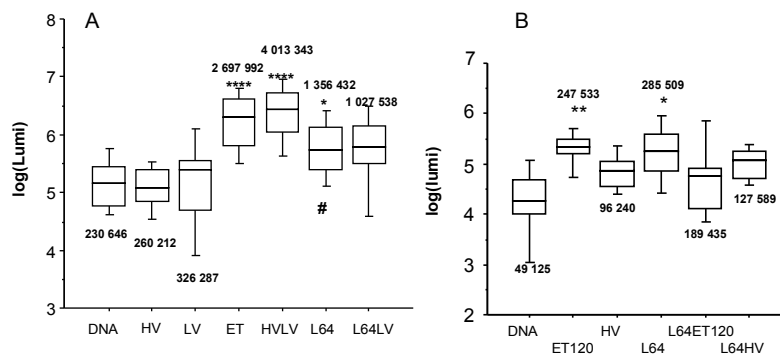 A
8
7
6
5
4
3
log(Lumi)
4 013 343
2 697 992
****
****
1 356 432
*
1 027 538
230 646
260 212
326 287
#
DNA HV LV ET HVLV L64 L64LV
B
7
6
5
4
3
2
log(lumi)
247 533
**
285 509
*
96 240
127 589
189 435
49 125
DNA HV L64ET120
ET120 L64 L64HV